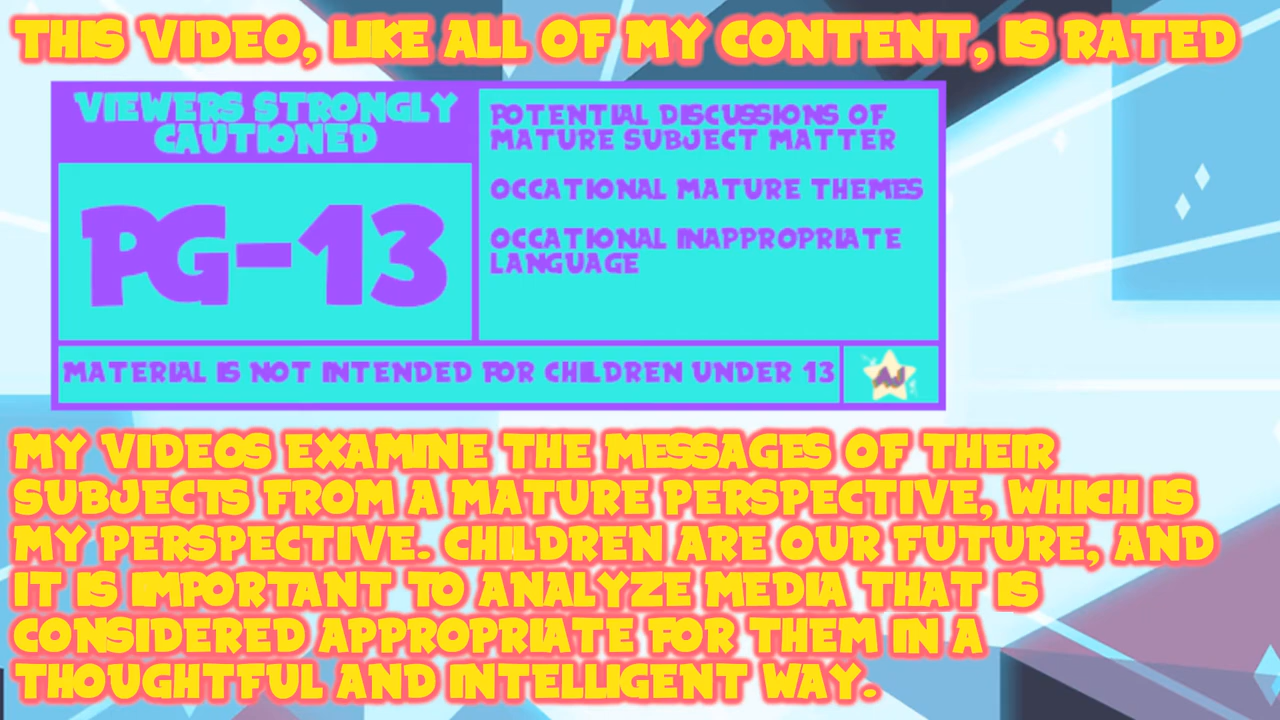 THIS VIDEO, LIKE ALL OF MY CONTENT, IS RATED
VIEWERS STRONGLY
CAUTIONED
PG-13
POTENTIAL DISCUSSIONS OF
MATURE SUBJECT MATTER
OCCATIONAL MATURE THEMES
OCCATIONAL INAPPROPRIATE
LANGUAGE
MATERIAL IS NOT INTENDED FOR CHILDREN UNDER 13
AJ
MY VIDEOS EXAMINE THE MESSAGES OF THEIR
SUBJECTS FROM A MATURE PERSPECTIVE, WHICH IS
MY PERSPECTIVE. CHILDREN ARE OUR FUTURE, AND
IT IS IMPORTANT TO ANALYZE MEDIA THAT IS
CONSIDERED APPROPRIATE FOR THEM IN A
THOUGHTFUL AND INTELLIGENT WAY.